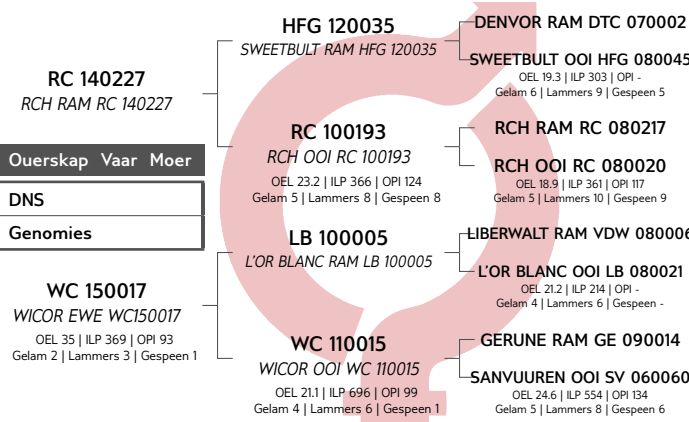 RC 140227
RCH RAM RC 140227
Ouerskap Vaar Moer
DNS
Genomies
WC 150017
WICOR EWE WC150017
OEL 35 | ILP 369 | OPI 93
Gelam 2 | Lammers 3 | Gespeen 1
HFG 120035
SWEETBULT RAM HFG 120035
RC 100193
RCH OOI RC 100193
OEL 23.2 | ILP 366 | OPI 124
Gelam 5 | Lammers 8 | Gespeen 8
LB 100005
L'OR BLANC RAM LB 100005
WC 110015
WICOR OOI WC 110015
OEL 21.1 | ILP 696 | OPI 99
Gelam 4 | Lammers 6 | Gespeen 1
DENVOR RAM DTC 070002
SWEETBULT OOI HFG 080045
OEL 19.3 | ILP 303 | OPI -
Gelam 6 | Lammers 9 | Gespeen 5
RCH RAM RC 080217
RCH OOI RC 080020
OEL 18.9 | ILP 361 | OPI 117
Gelam 5 | Lammers 10 | Gespeen 9
LIBERWALT RAM VDW 080006
L'OR BLANC OOI LB 080021
OEL 21.2 | ILP 214 | OPI -
Gelam 4 | Lammers 6 | Gespeen -
GERUNE RAM GE 090014
SANVUUREN OOI SV 060060
OEL 24.6 | ILP 554 | OPI 134
Gelam 5 | Lammers 8 | Gespeen 6